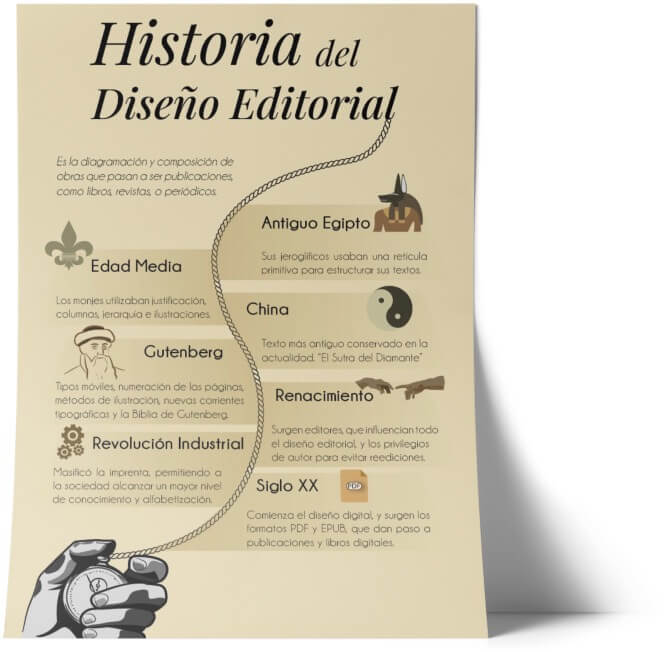 Historia del
Diseño Editorial
Es la diagramación y composición de
obras que pasan a ser publicaciones,
como libros, revistas, o periódicos.
Antiguo Egipto
Sus jeroglíficos usaban una retícula
primitiva para estructurar sus textos.
Edad Media
Los monjes utilizaban justificación,
columnas, jerarquía e ilustraciones.
China
Texto más antiguo conservado en la
actualidad. "El Sutra del Diamante"
Gutenberg
Tipos móviles, numeración de las páginas,
métodos de ilustración, nuevas corrientes
tipográficas y la Biblia de Gutenberg.
Renacimiento
Surgen editores, que influencian todo
el diseño editorial, y los privilegios
de autor para evitar reediciones.
Revolución Industrial
Masificó la imprenta, permitiendo a
la sociedad alcanzar un mayor nivel
de conocimiento y alfabetización.
Siglo XX
PDF
Comienza el diseño digital, y surgen los
formatos PDF y EPUB, que dan paso a
publicaciones y libros digitales.